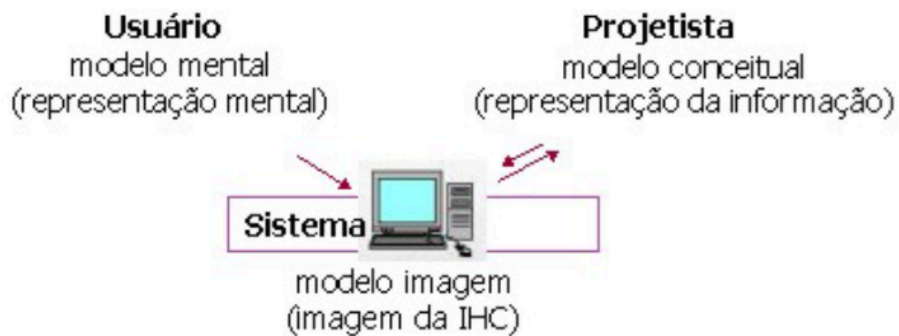 Usuário
modelo mental
(representação mental)
Projetista
modelo conceitual
(representação da informação)
Sistema
modelo imagem
(imagem da IHC)